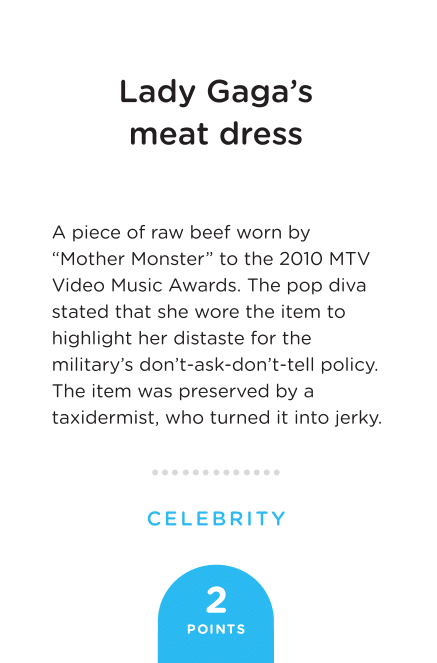 Lady Gaga’s
meat dress
A piece of raw beef worn by
“Mother Monster” to the 2010 MTV
Video Music Awards. The pop diva
stated that she wore the item to
highlight her distaste for the
military’s don’t-ask-don’t-tell policy.
The item was preserved by a
taxidermist, who turned it into jerky.
CELEBRITY
2
POINTS